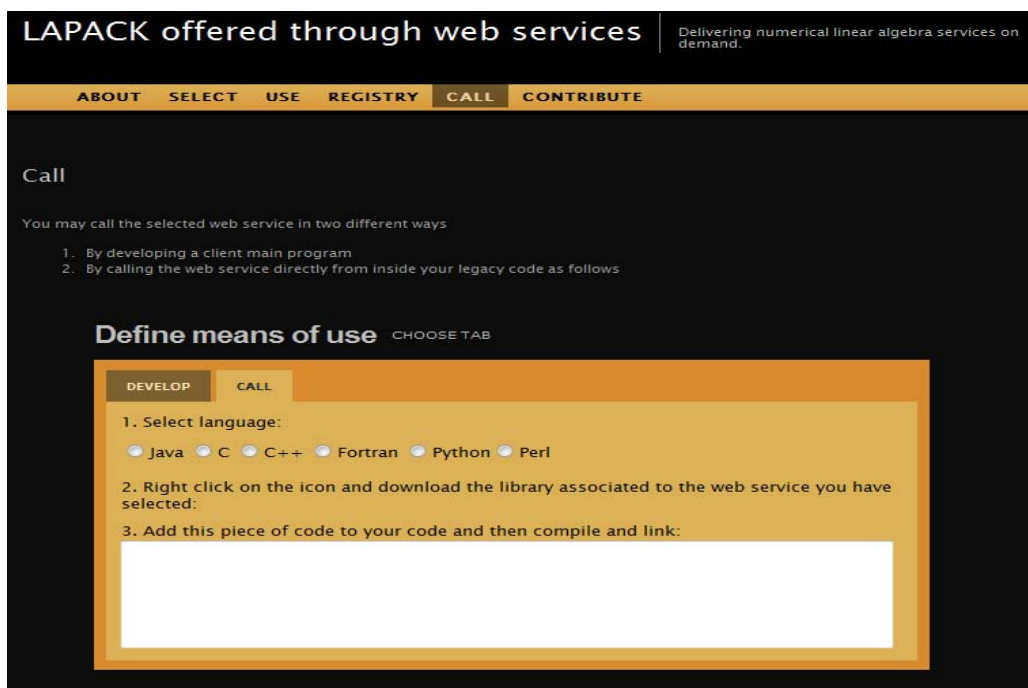 LAPACK offered through web services
Delivering numerical linear algebra services on
demand.
ABOUT SELECT USE REGISTRY CALL CONTRIBUTE
Call
You may call the selected web service in two different ways
1. By developing a client main program
2. By calling the web service directly from inside your legacy code as follows
Define means of use CHOOSE TAB
DEVELOP CALL
1. Select language:
Java C C++ Fortran Python Perl
2. Right click on the icon and download the library associated to the web service you have
selected:
3. Add this piece of code to your code and then compile and link: